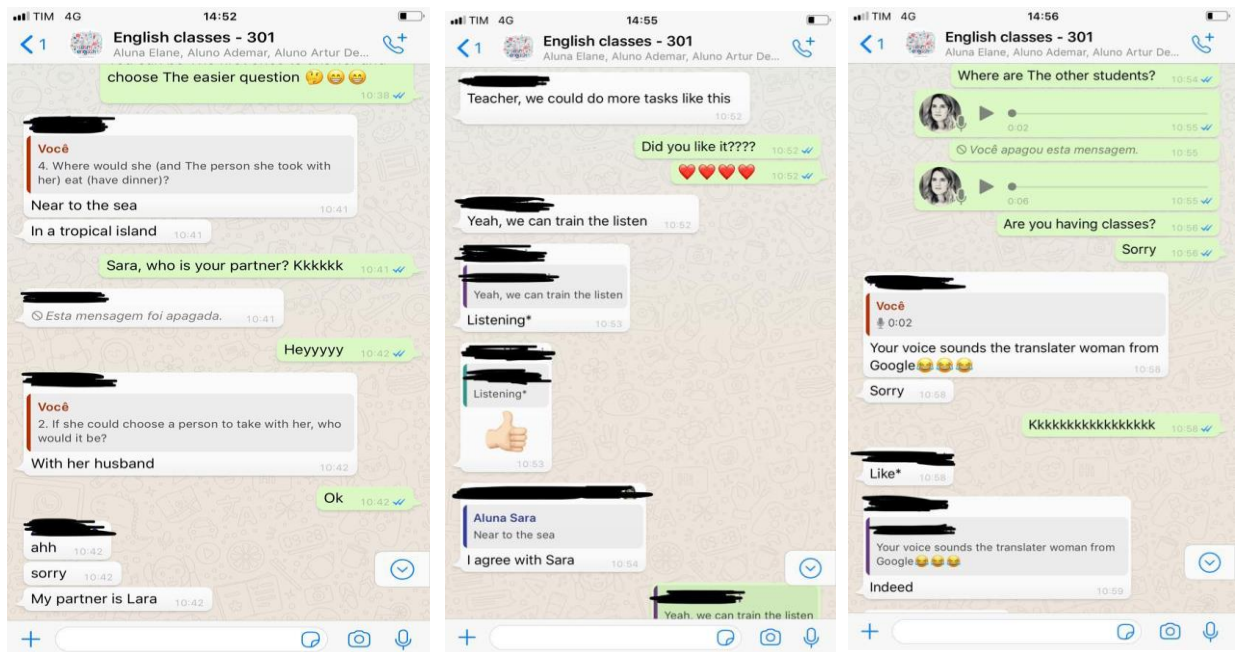 TIM 4G 14:52
1 English classes - 301
Aluna Elane, Aluno Ademar, Aluno Artur De...
choose The easier question
10:38
Você
4. Where would she (and The person she took with
her) eat (have dinner)?
Near to the sea
10:41
In a tropical island 10:41
Sara, who is your partner? Kkkkkk 10:41
Esta mensagem foi apagada. 10:41
Heyyyyy 10:42
Você
2. If she could choose a person to take with her, who
would it be?
With her husband 10:42
Ok 10:42
ahh 10:42
sorry 10:42
My partner is Lara 10:42
TIM 4G 14:55
1 English classes - 301
Aluna Elane, Aluno Ademar, Aluno Artur De...
Teacher, we could do more tasks like this
10:52
Did you like it???? 10:52
10:52
Yeah, we can train the listen 10:52
Yeah, we can train the listen
Listening* 10:53
Listening*
10:53
Aluna Sara
Near to the sea
I agree with Sara 10:54
Yeah, we can train the listen
TIM 4G 14:56
1 English classes - 301
Aluna Elane, Aluno Ademar, Aluno Artur De...
Where are The other students? 10:54
0:02 10:55
Você apagou esta mensagem. 10:55
0:06 10:55
Are you having classes? 10:56
Sorry 10:56
Você
0:02
Your voice sounds the translater woman from
Google 10:58
Sorry 10:58
Kkkkkkkkkkkkkkkkk 10:58
Like* 10:58
Your voice sounds the translater woman from
Google
Indeed 10:59